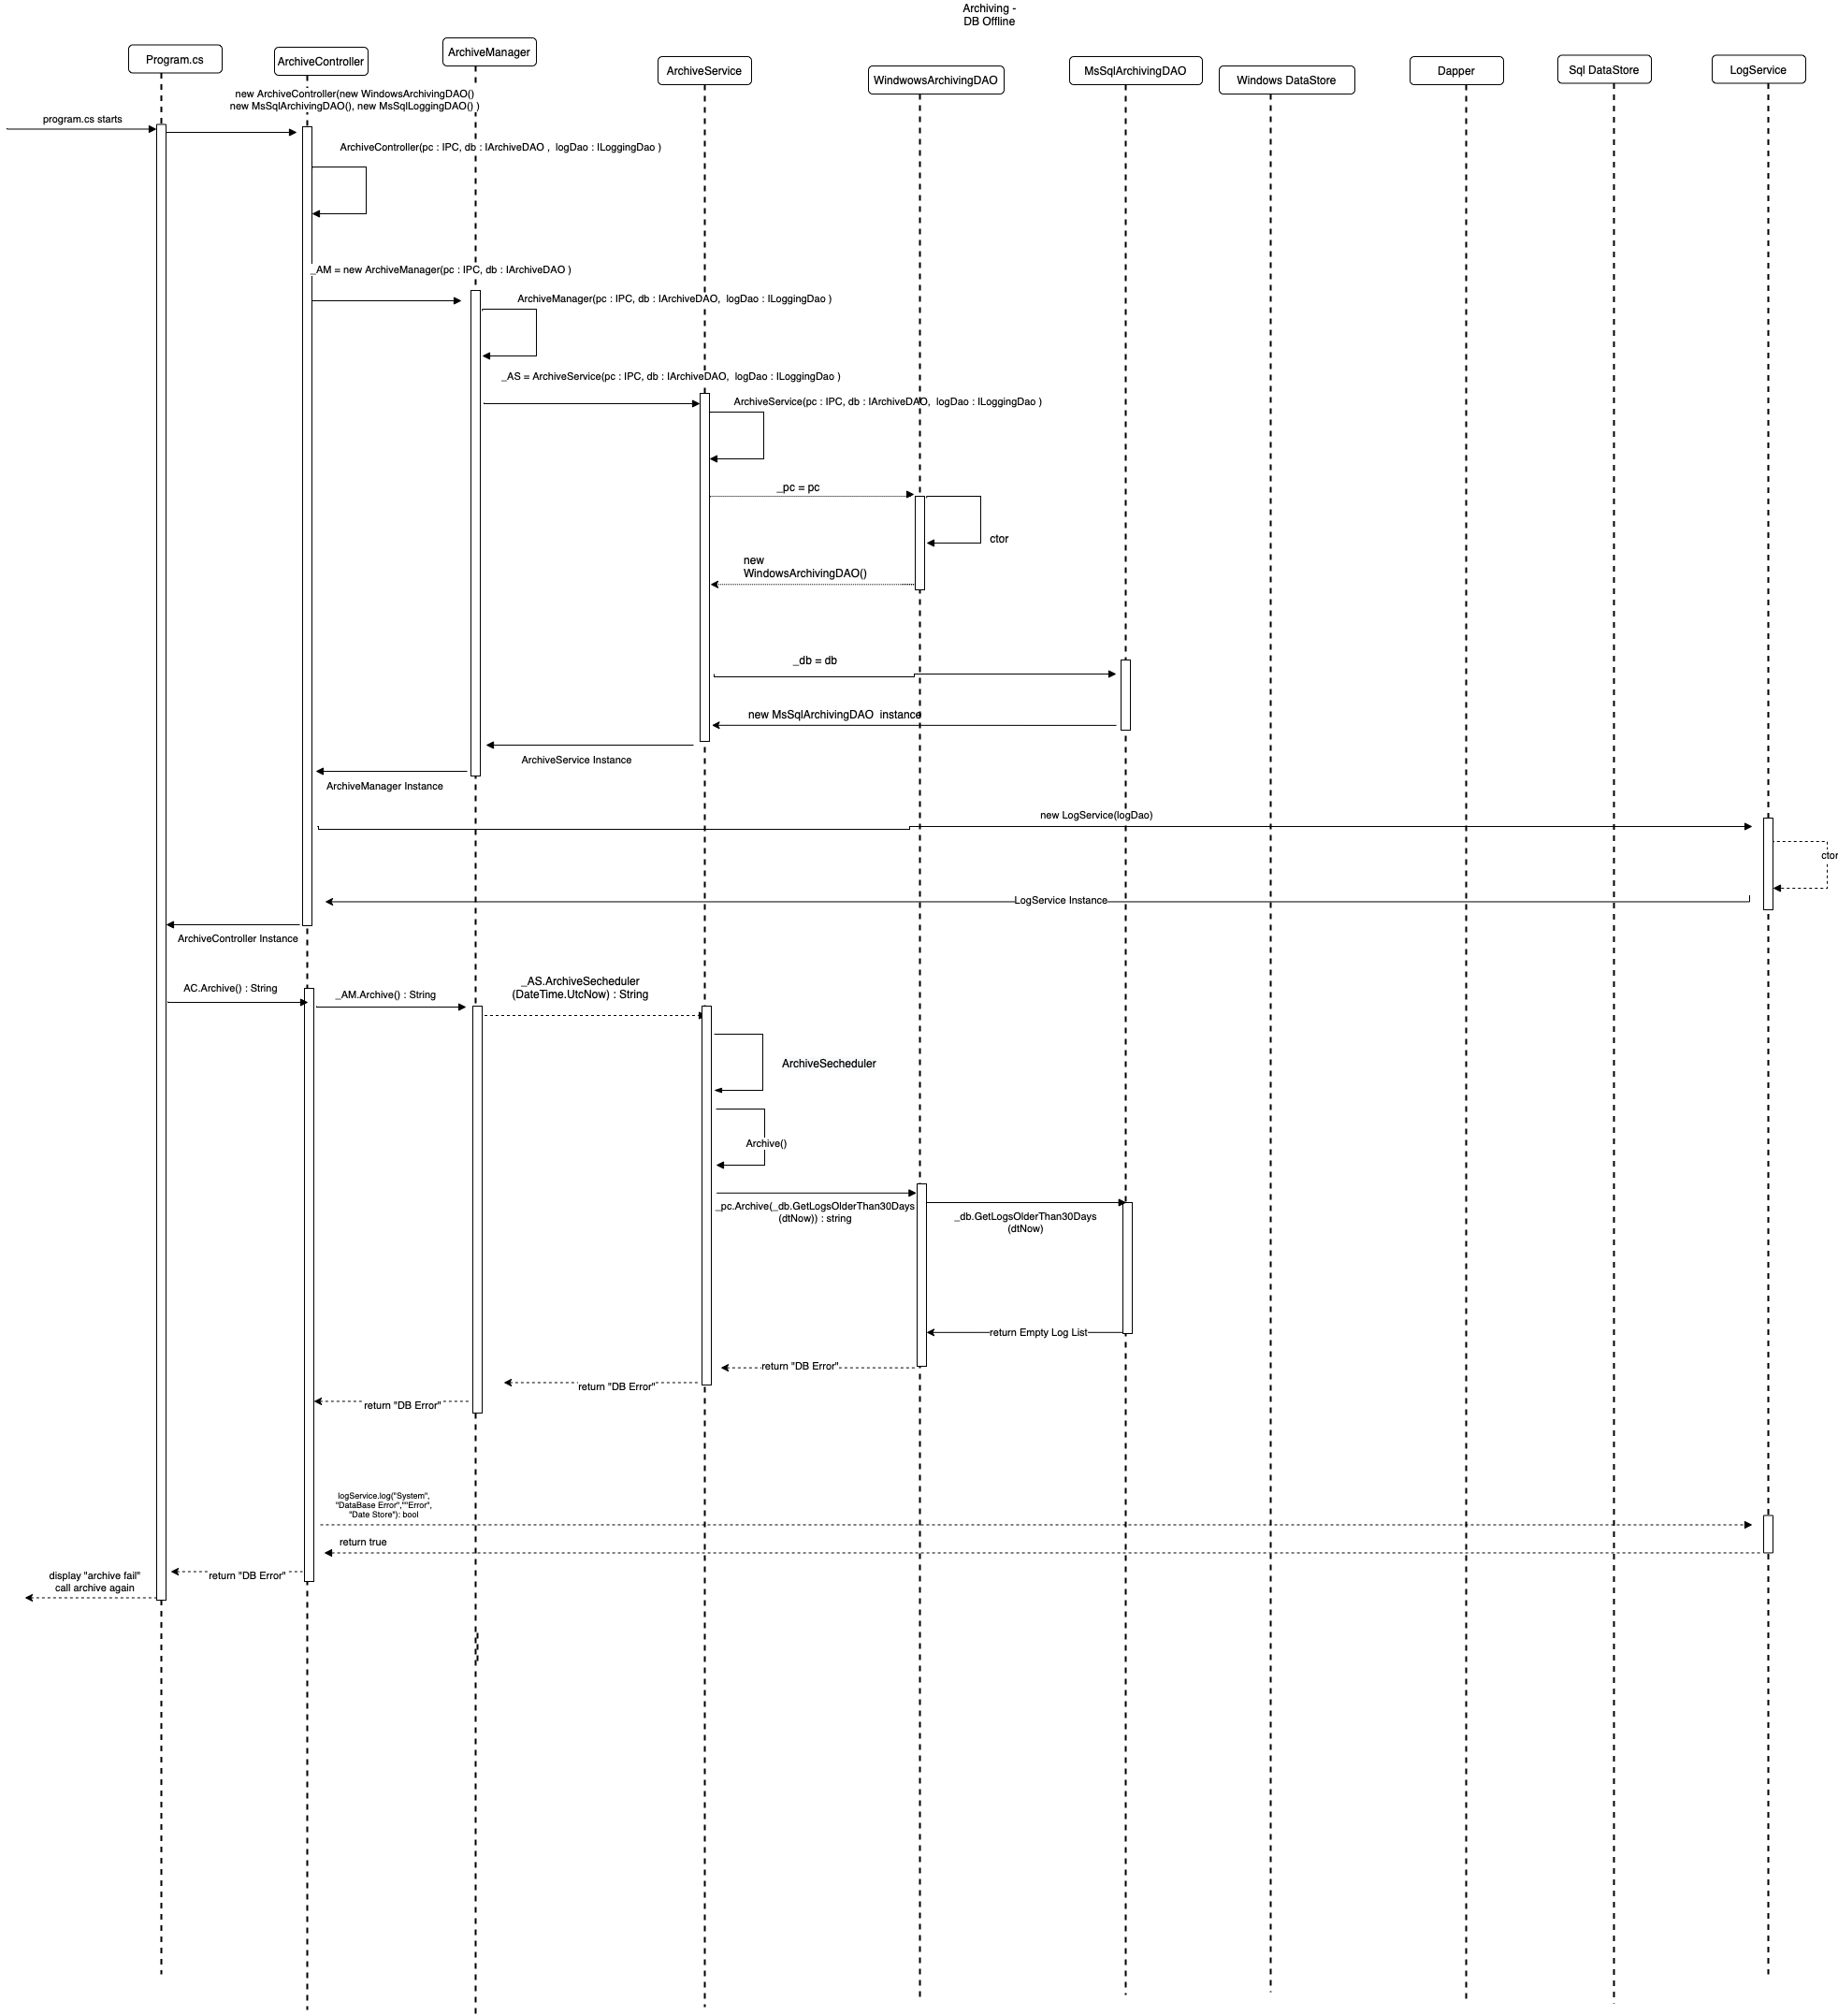 Archiving -
DB Offline
Program.cs
ArchiveController
ArchiveManager
ArchiveService
WindwowsArchivingDAO
MsSqlArchivingDAO
Windows DataStore
Dapper
Sql DataStore
LogService
new ArchiveController(new WindowsArchivingDAO()
new MsSqlArchivingDAO(), new MsSqlLoggingDAO() )
program.cs starts
ArchiveController(pc : IPC, db : IArchiveDAO , logDao : ILoggingDao )
_AM = new ArchiveManager(pc : IPC, db : IArchiveDAO )
ArchiveManager(pc : IPC, db : IArchiveDAO, logDao : ILoggingDao )
_AS = ArchiveService(pc : IPC, db : IArchiveDAO, logDao : ILoggingDao )
ArchiveService(pc : IPC, db : IArchiveDAO, logDao : ILoggingDao )
_pc = pc
ctor
new
WindowsArchivingDAO()
_db = db
new MsSqlArchivingDAO instance
ArchiveService Instance
ArchiveManager Instance
new LogService(logDao)
ctor
LogService Instance
ArchiveController Instance
AC.Archive() : String
_AM.Archive() : String
_AS.ArchiveSecheduler
(DateTime.UtcNow) : String
ArchiveSecheduler
Archive()
_pc.Archive(_db.GetLogsOlderThan30Days
(dtNow)) : string
_db.GetLogsOlderThan30Days
(dtNow)
return Empty Log List
return "DB Error"
return "DB Error"
return "DB Error"
logService.log("System",
"DataBase Error",""Error",
"Date Store"): bool
return true
return "DB Error"
display "archive fail"
call archive again